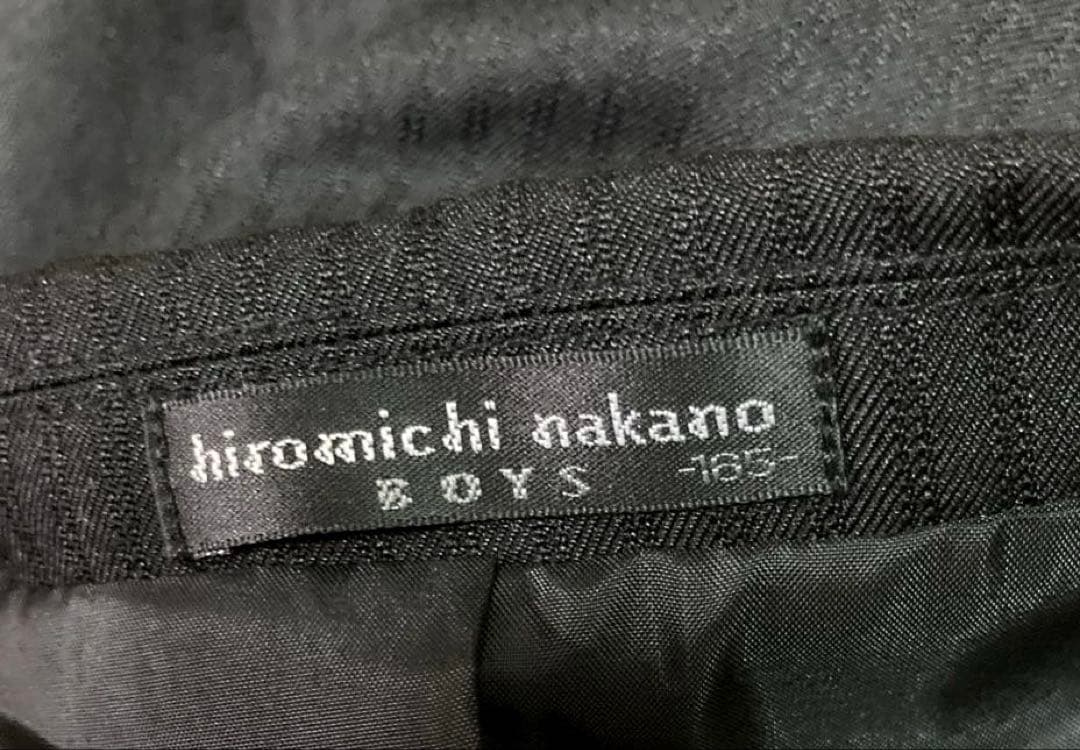 hiromichi nakano
BOYS -165-